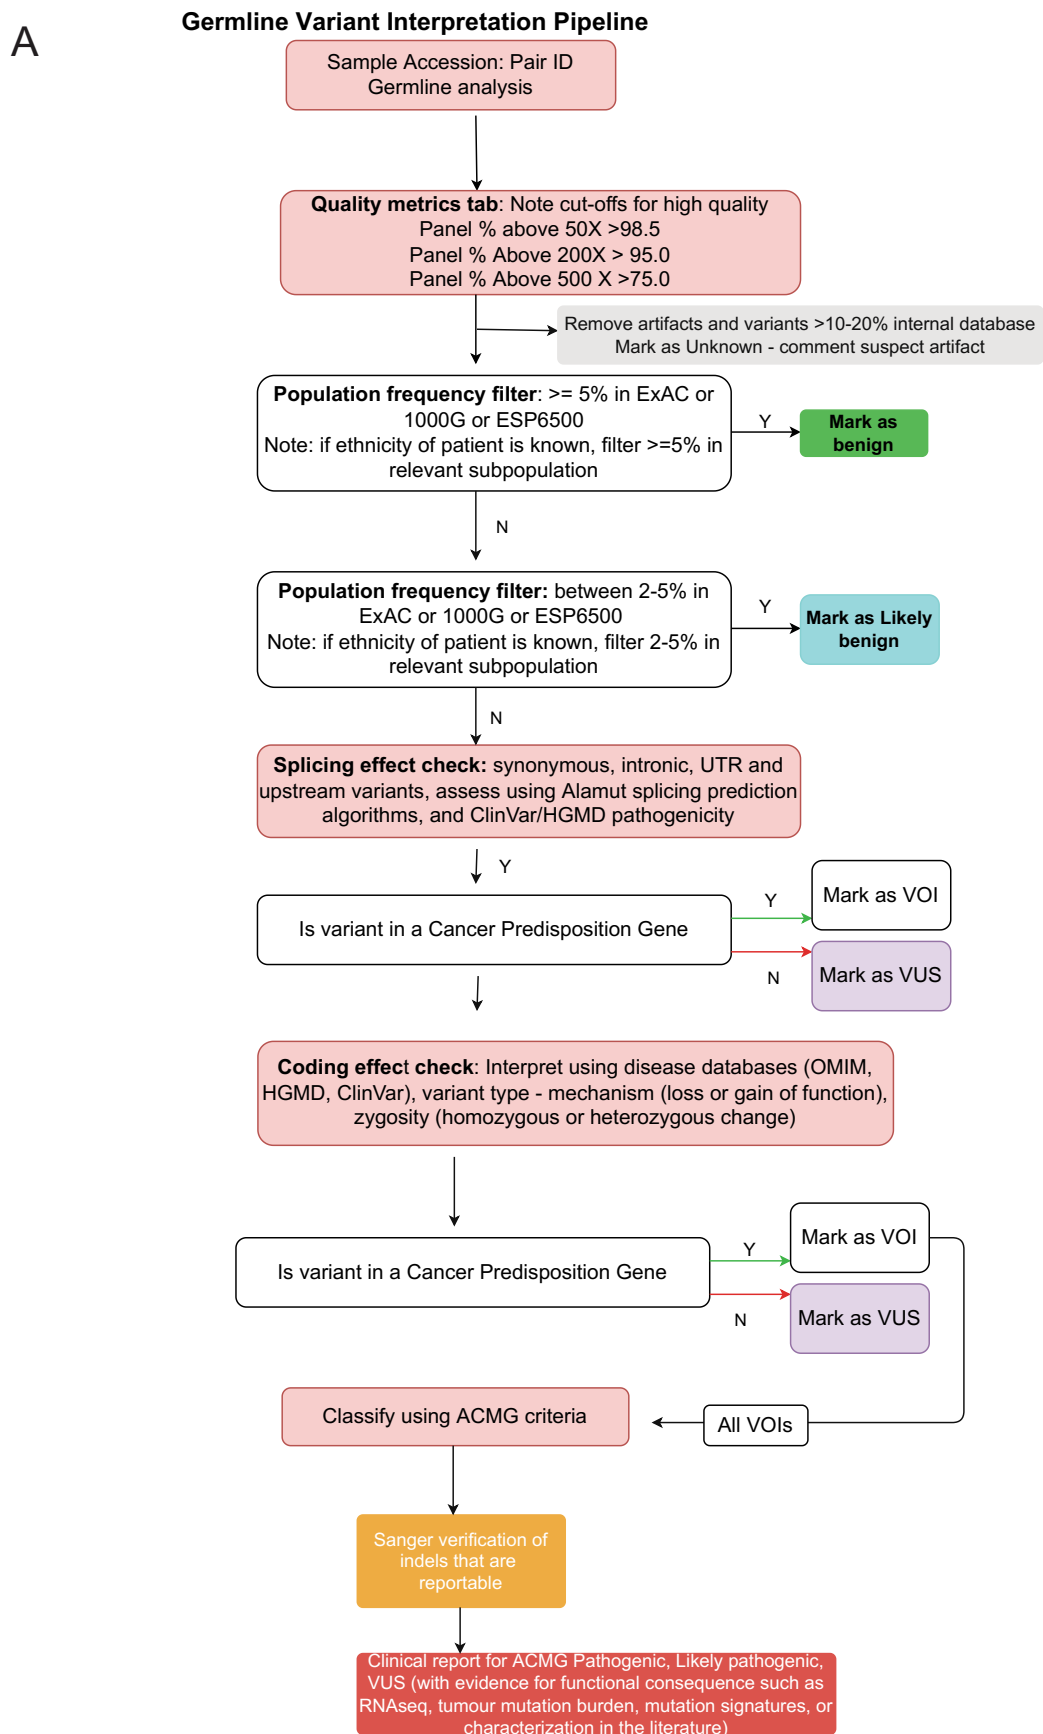 A
Germline Variant Interpretation Pipeline
Sample Accession: Pair ID
Germline analysis
Quality metrics tab: Note cut-offs for high quality
Panel % above 50X >98.5
Panel % Above 200X > 95.0
Panel % Above 500 X >75.0
Remove artifacts and variants >10-20% internal database
Mark as Unknown - comment suspect artifact
Population frequency filter: >= 5% in ExAC or
1000G or ESP6500
Note: if ethnicity of patient is known, filter >=5% in
relevant subpopulation
Y
Mark as
benign
N
Population frequency filter: between 2-5% in
ExAC or 1000G or ESP6500
Note: if ethnicity of patient is known, filter 2-5% in
relevant subpopulation
Y
Mark as Likely
benign
N
Splicing effect check: synonymous, intronic, UTR and
upstream variants, assess using Alamut splicing prediction
algorithms, and ClinVar/HGMD pathogenicity
Y
Is variant in a Cancer Predisposition Gene
Y
Mark as VOI
N
Mark as VUS
Coding effect check: Interpret using disease databases (OMIM,
HGMD, ClinVar), variant type - mechanism (loss or gain of function),
zygosity (homozygous or heterozygous change)
Is variant in a Cancer Predisposition Gene
Y
Mark as VOI
N
Mark as VUS
All VOIs
Classify using ACMG criteria
Sanger verification of
indels that are
reportable
Clinical report for ACMG Pathogenic, Likely pathogenic,
VUS (with evidence for functional consequence such as
RNAseq, tumour mutation burden, mutation signatures, or
characterization in the literature)